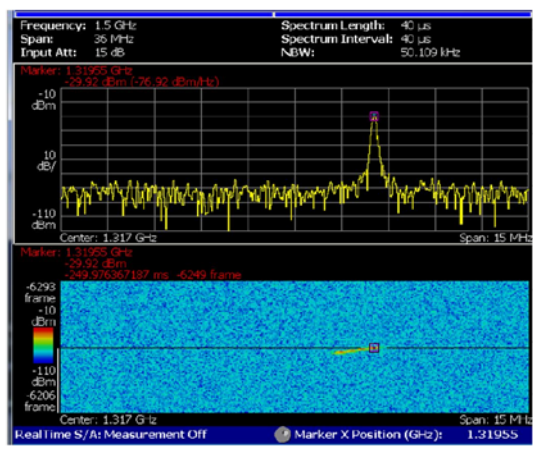 Frequency: 1.5 GHz Spectrum Length: 40 µs
Span: 36 MHz Spectrum Interval: 40 µs
Input Att: 15 dB NBW: 50.109 kHz
Marker: 1.31955 GHz
-29.92 dBm (-76.92 dBm/Hz)
-10
dBm
10
dB/
-110
dBm
Center: 1.317 GHz Span: 15 MHz
Marker: 1.31955 GHz
-29.92 dBm
-249.976367187 ms -6249 frame
-6293
frame
-10
dBm
-110
dBm
-6206
frame
Center: 1.317 GHz Span: 15 MHz
RealTime S/A: Measurement Off Marker X Position (GHz): 1.31955